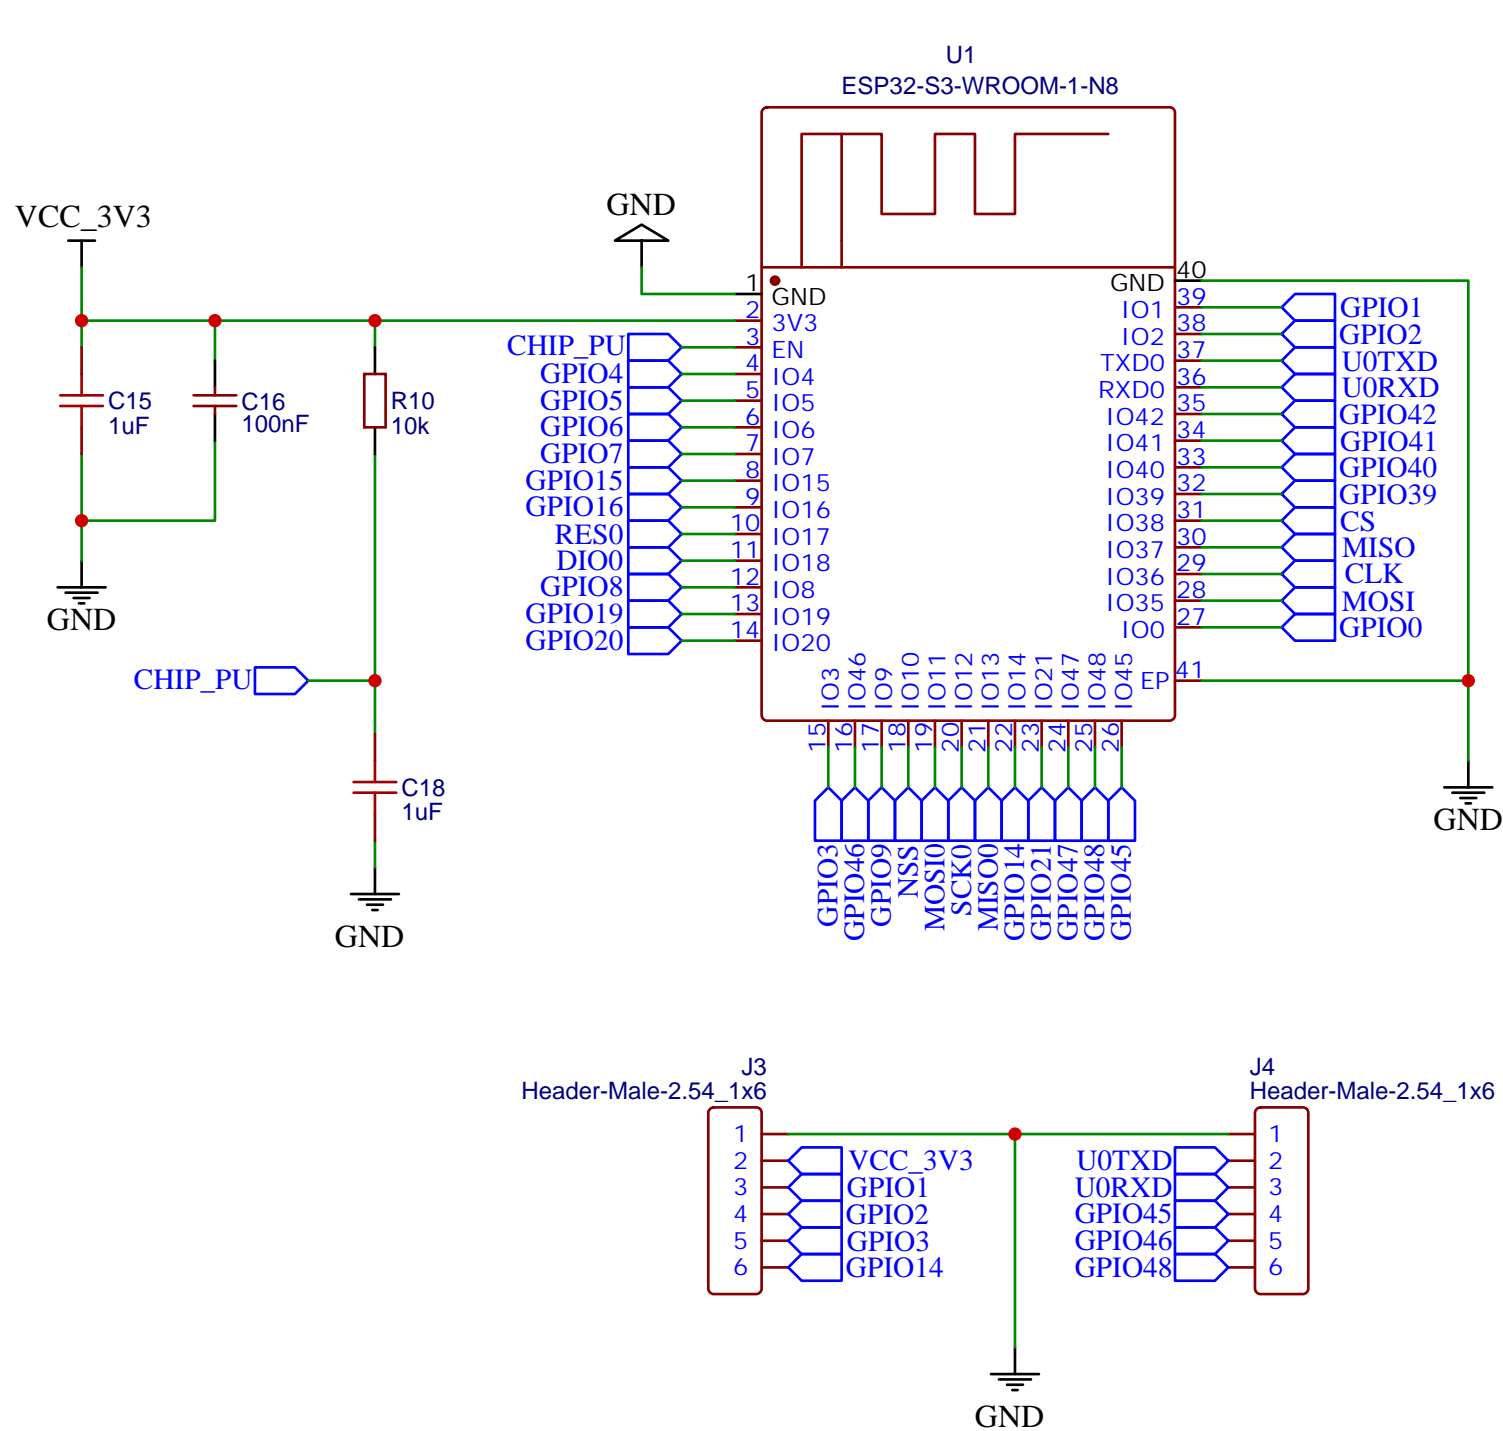 U1
ESP32-S3-WROOM-1-N8
VCC_3V3
GND
1
GND
2
3V3
3
EN
4
IO4
5
IO5
6
IO6
7
IO7
8
IO15
9
IO16
10
IO17
11
IO18
12
IO8
13
IO19
14
IO20
CHIP_PU
GPIO4
GPIO5
GPIO6
GPIO7
GPIO15
GPIO16
RES0
DIO0
GPIO8
GPIO19
GPIO20
40
GND
39
IO1
38
IO2
37
TXD0
36
RXD0
35
IO42
34
IO41
33
IO40
32
IO39
31
IO38
30
IO37
29
IO36
28
IO35
27
IO0
41
EP
GPIO1
GPIO2
U0TXD
U0RXD
GPIO42
GPIO41
GPIO40
GPIO39
CS
MISO
CLK
MOSI
GPIO0
C15
1uF
C16
100nF
R10
10k
GND
CHIP_PU
C18
1uF
GND
IO3
IO46
IO9
IO10
IO11
IO12
IO13
IO14
IO21
IO47
IO48
IO45
15
16
17
18
19
20
21
22
23
24
25
26
GPIO3
GPIO46
GPIO9
NSS
MOSI0
SCK0
MISO0
GPIO14
GPIO21
GPIO47
GPIO48
GPIO45
GND
J3
Header-Male-2.54_1x6
1
2
3
4
5
6
VCC_3V3
GPIO1
GPIO2
GPIO3
GPIO14
J4
Header-Male-2.54_1x6
U0TXD
U0RXD
GPIO45
GPIO46
GPIO48
1
2
3
4
5
6
GND